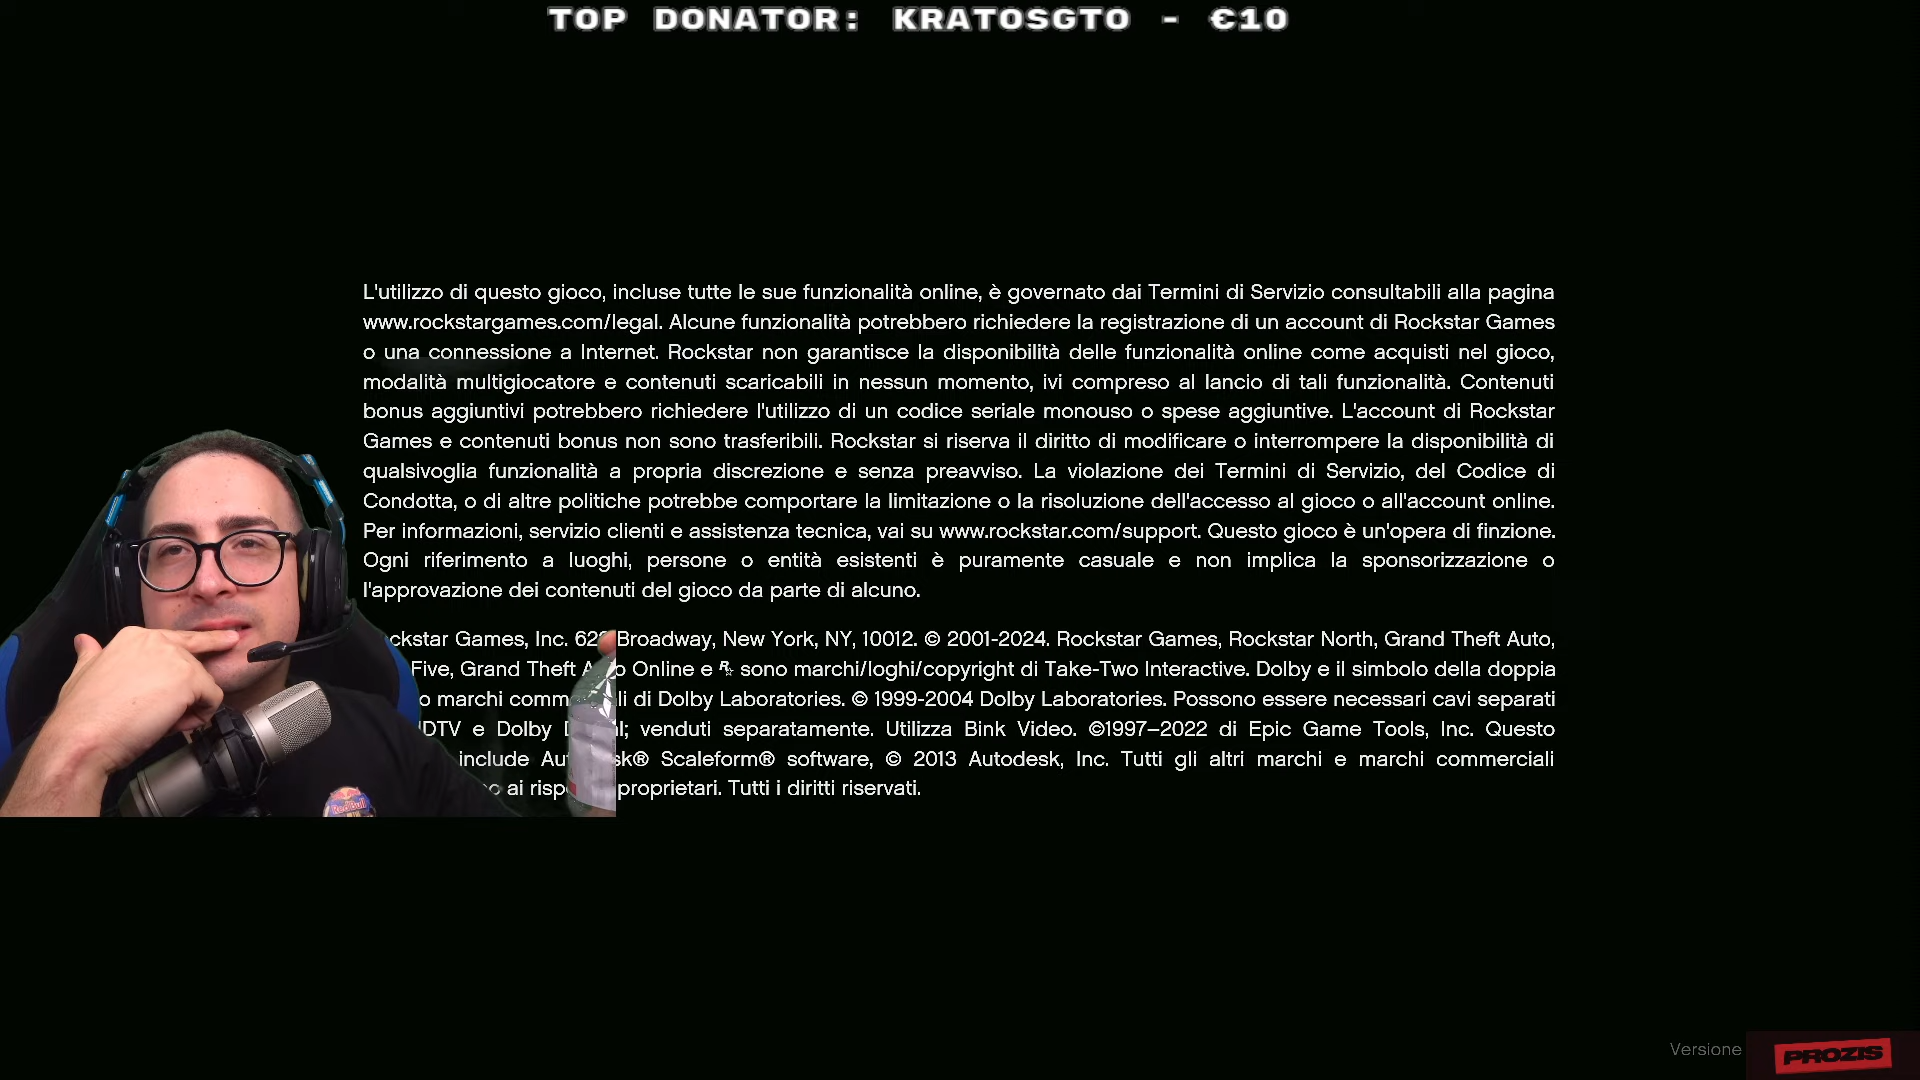 TOP DONATOR: KRATOSGTO - €10
L'utilizzo di questo gioco, incluse tutte le sue funzionalità online, è governato dai Termini di Servizio consultabili alla pagina
www.rockstargames.com/legal. Alcune funzionalità potrebbero richiedere la registrazione di un account di Rockstar Games
o una connessione a Internet. Rockstar non garantisce la disponibilità delle funzionalità online come acquisti nel gioco,
modalità multigiocatore e contenuti scaricabili in nessun momento, ivi compreso al lancio di tali funzionalità. Contenuti
bonus aggiuntivi potrebbero richiedere l'utilizzo di un codice seriale monouso o spese aggiuntive. L'account di Rockstar
Games e contenuti bonus non sono trasferibili. Rockstar si riserva il diritto di modificare o interrompere la disponibilità di
qualsivoglia funzionalità a propria discrezione e senza preavviso. La violazione dei Termini di Servizio, del Codice di
Condotta, o di altre politiche potrebbe comportare la limitazione o la risoluzione dell'accesso al gioco o all'account online.
Per informazioni, servizio clienti e assistenza tecnica, vai su www.rockstar.com/support. Questo gioco è un'opera di finzione.
Ogni riferimento a luoghi, persone o entità esistenti è puramente casuale e non implica la sponsorizzazione o
l'approvazione dei contenuti del gioco da parte di alcuno.
ckstar Games, Inc. 62 Broadway, New York, NY, 10012. © 2001-2024. Rockstar Games, Rockstar North, Grand Theft Auto,
Five, Grand Theft A o Online e R* sono marchi/loghi/copyright di Take-Two Interactive. Dolby e il simbolo della doppia
o marchi comm li di Dolby Laboratories. © 1999-2004 Dolby Laboratories. Possono essere necessari cavi separati
DTV e Dolby l; venduti separatamente. Utilizza Bink Video. ©1997–2022 di Epic Game Tools, Inc. Questo
include Aut sk® Scaleform® software, © 2013 Autodesk, Inc. Tutti gli altri marchi e marchi commerciali
o ai risp proprietari. Tutti i diritti riservati.
RedBull
Versione
PROZIS